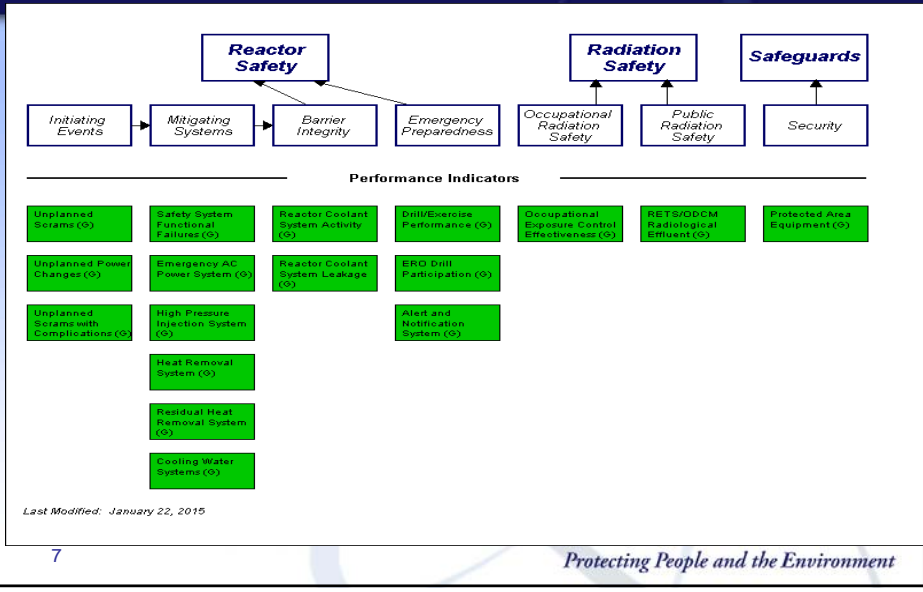 Reactor
Safety
Radiation
Safety
Safeguards
Initiating
Events
Mitigating
Systems
Barrier
Integrity
Emergency
Preparedness
Occupational
Radiation
Safety
Public
Radiation
Safety
Security
Performance Indicators
Unplanned
Scrams (G)
Safety System
Functional
Failures (G)
Reactor Coolant
System Activity
(G)
Drill/Exercise
Performance (G)
Occupational
Exposure Control
Effectiveness (G)
RETS/ODCM
Radiological
Effluent (G)
Protected Area
Equipment (G)
Unplanned Power
Changes (G)
Emergency AC
Power System (G)
Reactor Coolant
System Leakage
(G)
ERO Drill
Participation (G)
Unplanned
Scrams with
Complications (G)
High Pressure
Injection System
(G)
Alert and
Notification
System (G)
Heat Removal
System (G)
Residual Heat
Removal System
(G)
Cooling Water
Systems (G)
Last Modified: January 22, 2015
7
Protecting People and the Environment